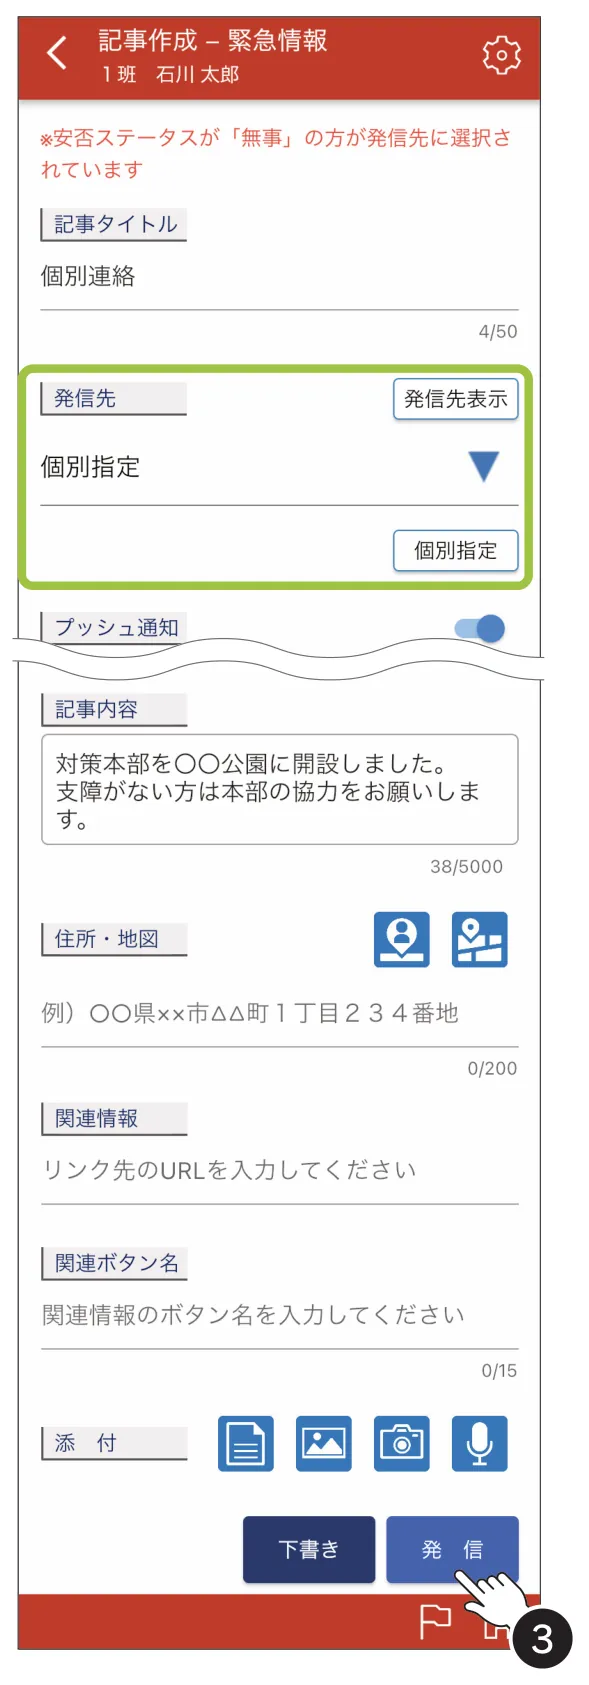 記事作成 – 緊急情報
1班　石川 太郎
※安否ステータスが「無事」の方が発信先に選択さ
れています
記事タイトル
個別連絡
4/50
発信先
発信先表示
個別指定
個別指定
プッシュ通知
記事内容
対策本部を〇〇公園に開設しました。
支障がない方は本部の協力をお願いしま
す。
38/5000
住所・地図
例）〇〇県××市△△町１丁目２３４番地
0/200
関連情報
リンク先のURLを入力してください
関連ボタン名
関連情報のボタン名を入力してください
0/15
添　付
下書き
発　信
3